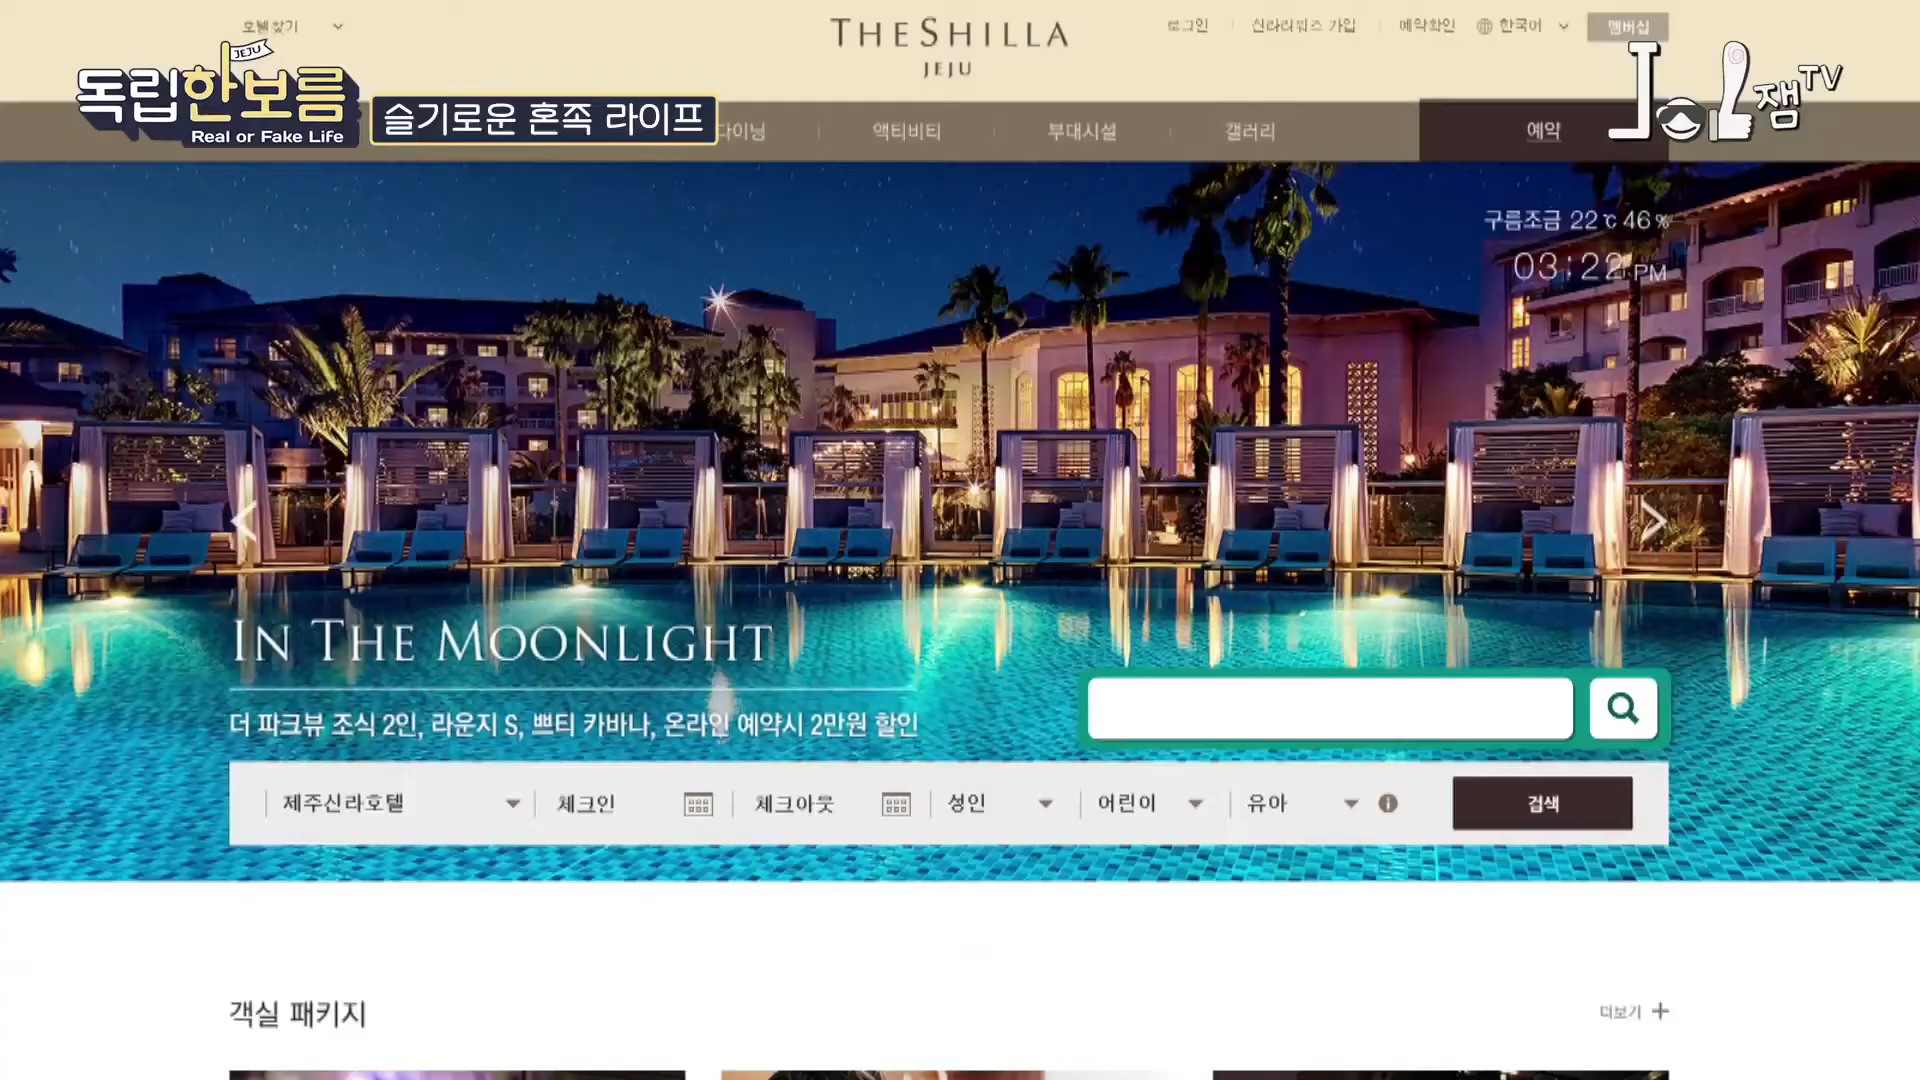 호텔찾기
THE SHILLA
JEJU
로그인
신라리워즈 가입
예약확인
한국어
멤버십
JEJU
독립한보름
Real or Fake Life
슬기로운 혼족 라이프
잼TV
다이닝
액티비티
부대시설
갤러리
예약
구름조금 22℃ 46%
03:22 PM
IN THE MOONLIGHT
더 파크뷰 조식 2인, 라운지 S, 쁘띠 카바나, 온라인 예약시 2만원 할인
제주신라호텔
체크인
체크아웃
성인
어린이
유아
검색
객실 패키지
더보기 +